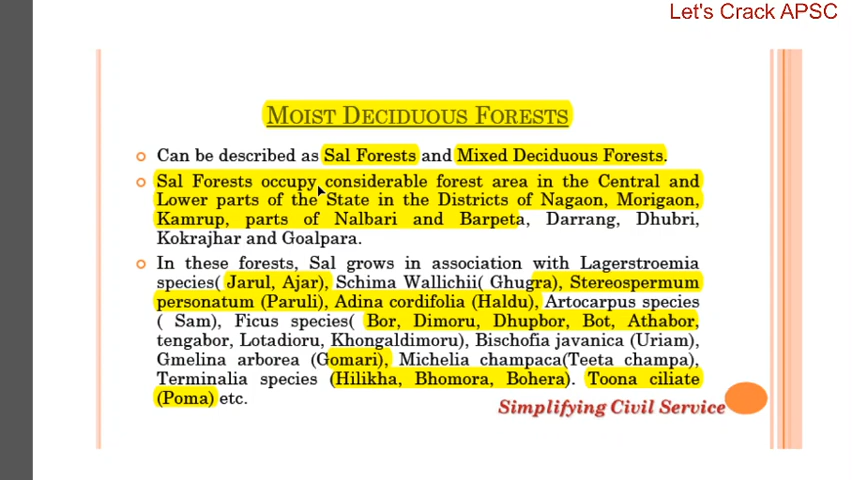 Let's Crack APSC
MOIST DECIDUOUS FORESTS
Can be described as Sal Forests and Mixed Deciduous Forests.
Sal Forests occupy considerable forest area in the Central and
Lower parts of the State in the Districts of Nagaon, Morigaon,
Kamrup, parts of Nalbari and Barpeta, Darrang, Dhubri,
Kokrajhar and Goalpara.
In these forests, Sal grows in association with Lagerstroemia
species( Jarul, Ajar), Schima Wallichii( Ghugra), Stereospermum
personatum (Paruli), Adina cordifolia (Haldu), Artocarpus species
( Sam), Ficus species( Bor, Dimoru, Dhupbor, Bot, Athabor,
tengabor, Lotadioru, Khongaldimoru), Bischofia javanica (Uriam),
Gmelina arborea (Gomari), Michelia champaca(Teeta champa),
Terminalia species (Hilikha, Bhomora, Bohera). Toona ciliate
(Poma) etc.
Simplifying Civil Service